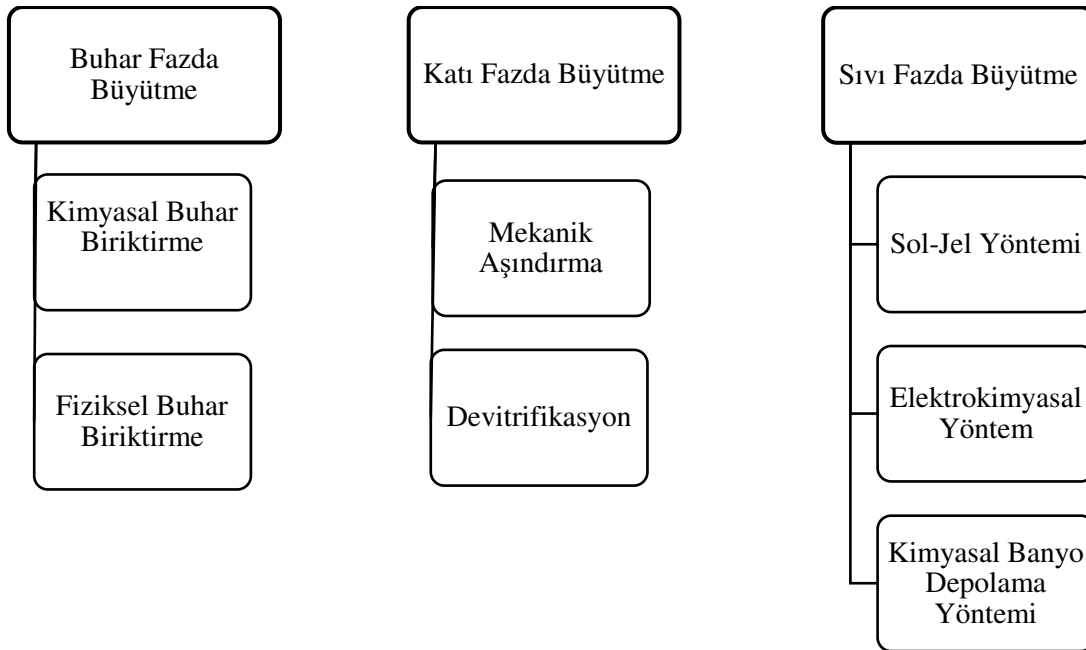 Buhar Fazda
Büyütme
Kimyasal Buhar
Biriktirme
Fiziksel Buhar
Biriktirme
Katı Fazda Büyütme
Mekanik
Aşındırma
Devitrifikasyon
Sıvı Fazda Büyütme
Sol-Jel Yöntemi
Elektrokimyasal
Yöntem
Kimyasal Banyo
Depolama
Yöntemi